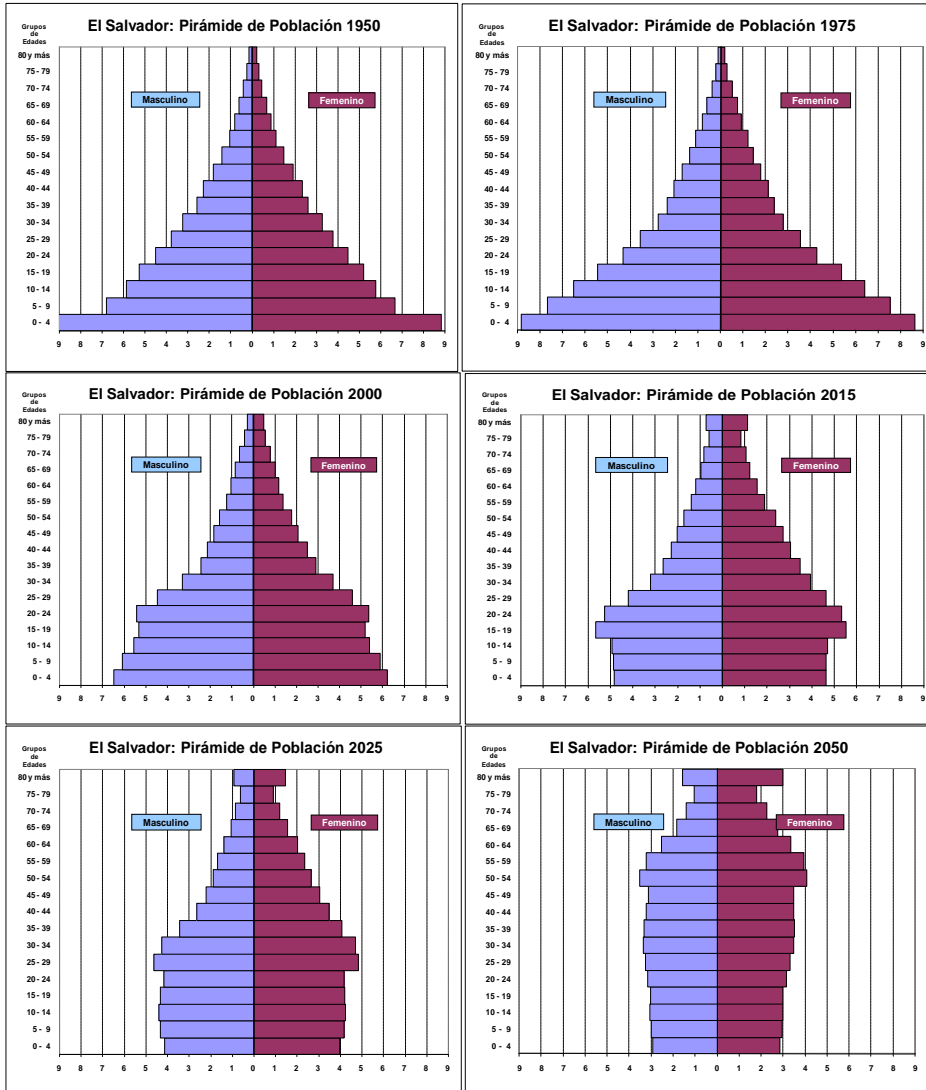 El Salvador: Pirámide de Población 1950
Grupos
de
Edades
80 y más
75 - 79
70 - 74
65 - 69
60 - 64
55 - 59
50 - 54
45 - 49
40 - 44
35 - 39
30 - 34
25 - 29
20 - 24
15 - 19
10 - 14
5 - 9
0 - 4
Masculino Femenino
9 8 7 6 5 4 3 2 1 0 1 2 3 4 5 6 7 8 9
El Salvador: Pirámide de Población 1975
Grupos
de
Edades
80 y más
75 - 79
70 - 74
65 - 69
60 - 64
55 - 59
50 - 54
45 - 49
40 - 44
35 - 39
30 - 34
25 - 29
20 - 24
15 - 19
10 - 14
5 - 9
0 - 4
Masculino Femenino
9 8 7 6 5 4 3 2 1 0 1 2 3 4 5 6 7 8 9
El Salvador: Pirámide de Población 2000
Grupos
de
Edades
80 y más
75 - 79
70 - 74
65 - 69
60 - 64
55 - 59
50 - 54
45 - 49
40 - 44
35 - 39
30 - 34
25 - 29
20 - 24
15 - 19
10 - 14
5 - 9
0 - 4
Masculino Femenino
9 8 7 6 5 4 3 2 1 0 1 2 3 4 5 6 7 8 9
El Salvador: Pirámide de Población 2015
Grupos
de
Edades
80 y más
75 - 79
70 - 74
65 - 69
60 - 64
55 - 59
50 - 54
45 - 49
40 - 44
35 - 39
30 - 34
25 - 29
20 - 24
15 - 19
10 - 14
5 - 9
0 - 4
Masculino Femenino
9 8 7 6 5 4 3 2 1 0 1 2 3 4 5 6 7 8 9
El Salvador: Pirámide de Población 2025
Grupos
de
Edades
80 y más
75 - 79
70 - 74
65 - 69
60 - 64
55 - 59
50 - 54
45 - 49
40 - 44
35 - 39
30 - 34
25 - 29
20 - 24
15 - 19
10 - 14
5 - 9
0 - 4
Masculino Femenino
9 8 7 6 5 4 3 2 1 0 1 2 3 4 5 6 7 8 9
El Salvador: Pirámide de Población 2050
Grupos
de
Edades
80 y más
75 - 79
70 - 74
65 - 69
60 - 64
55 - 59
50 - 54
45 - 49
40 - 44
35 - 39
30 - 34
25 - 29
20 - 24
15 - 19
10 - 14
5 - 9
0 - 4
Masculino Femenino
9 8 7 6 5 4 3 2 1 0 1 2 3 4 5 6 7 8 9